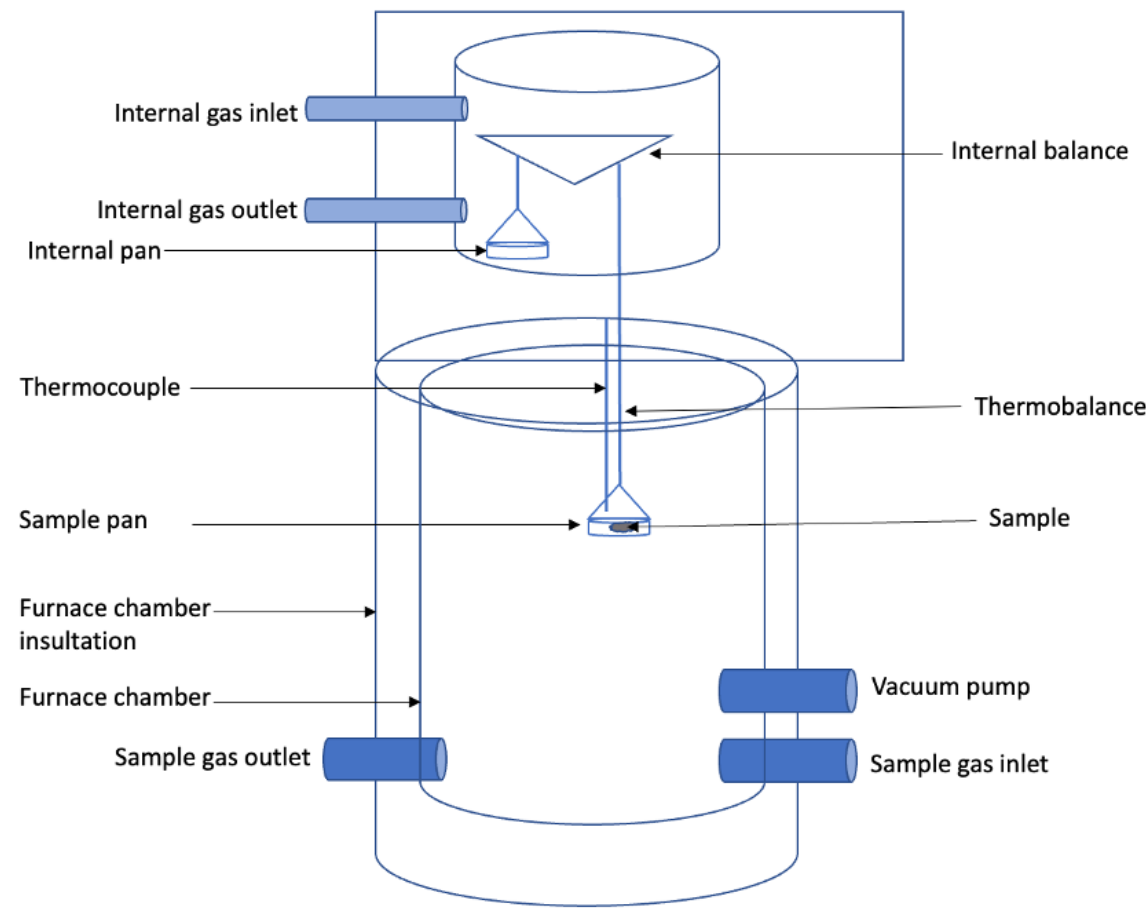 Internal gas inlet
Internal balance
Internal gas outlet
Internal pan
Thermocouple
Thermobalance
Sample pan
Sample
Furnace chamber
insultation
Furnace chamber
Vacuum pump
Sample gas outlet
Sample gas inlet